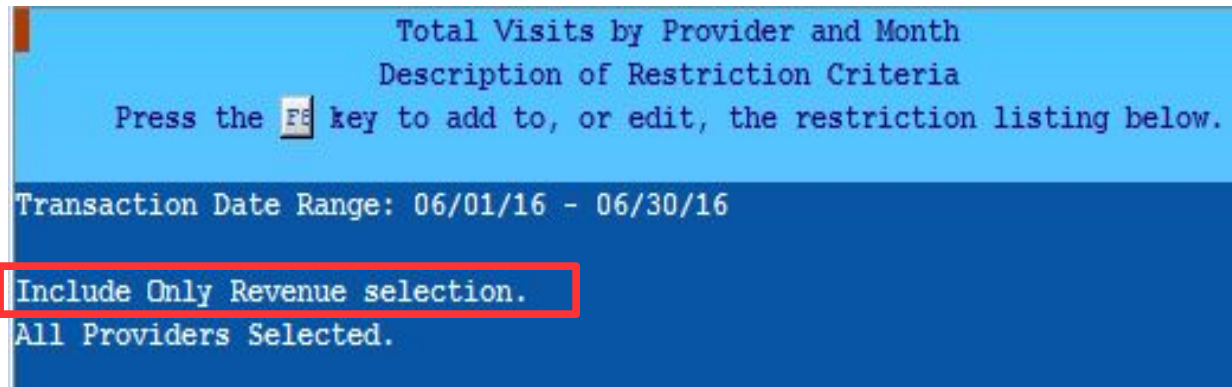 Total Visits by Provider and Month
Description of Restriction Criteria
Press the F8 key to add to, or edit, the restriction listing below.
Transaction Date Range: 06/01/16 - 06/30/16
Include Only Revenue selection.
All Providers Selected.